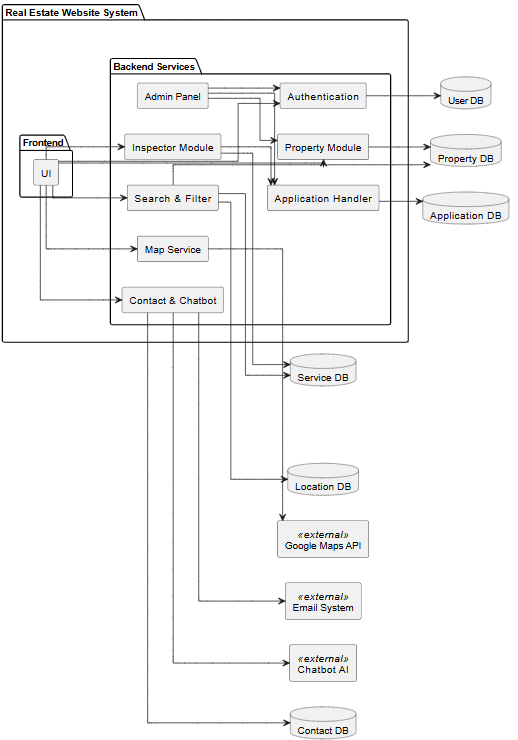 Real Estate Website System
Backend Services
Admin Panel
Authentication
User DB
Frontend
Inspector Module
Property Module
Property DB
UI
Search & Filter
Application Handler
Application DB
Map Service
Contact & Chatbot
Service DB
Location DB
«external»
Google Maps API
«external»
Email System
«external»
Chatbot AI
Contact DB